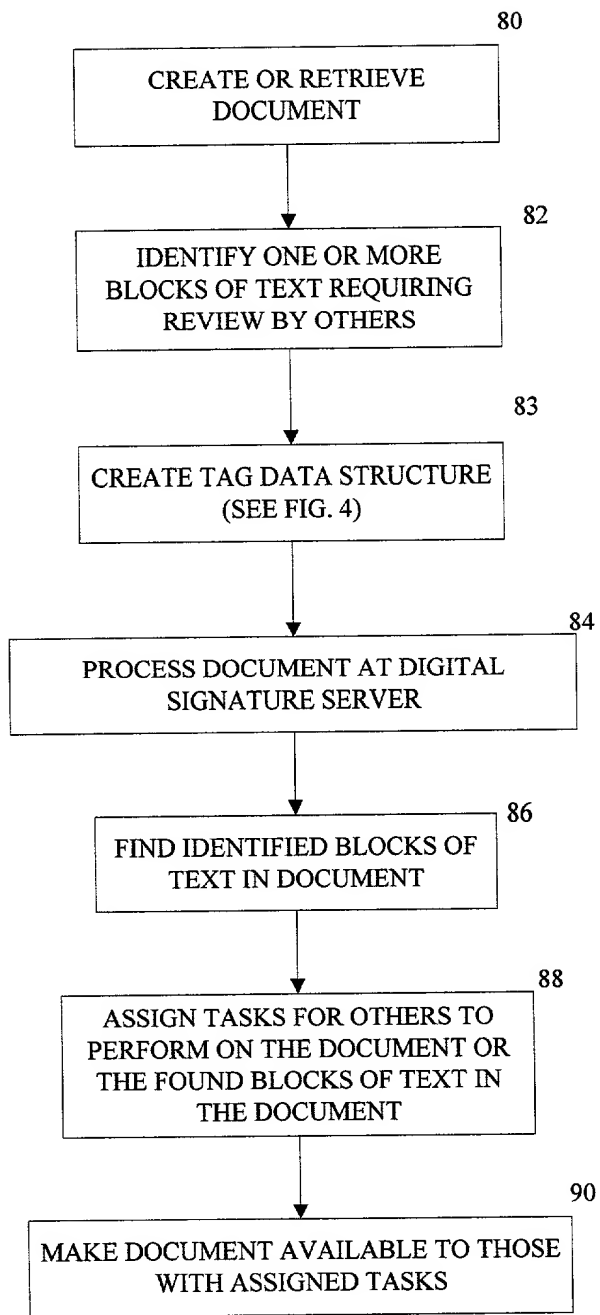 80
CREATE OR RETRIEVE
DOCUMENT
82
IDENTIFY ONE OR MORE
BLOCKS OF TEXT REQUIRING
REVIEW BY OTHERS
83
CREATE TAG DATA STRUCTURE
(SEE FIG. 4)
84
PROCESS DOCUMENT AT DIGITAL
SIGNATURE SERVER
86
FIND IDENTIFIED BLOCKS OF
TEXT IN DOCUMENT
88
ASSIGN TASKS FOR OTHERS TO
PERFORM ON THE DOCUMENT OR
THE FOUND BLOCKS OF TEXT IN
THE DOCUMENT
90
MAKE DOCUMENT AVAILABLE TO THOSE
WITH ASSIGNED TASKS